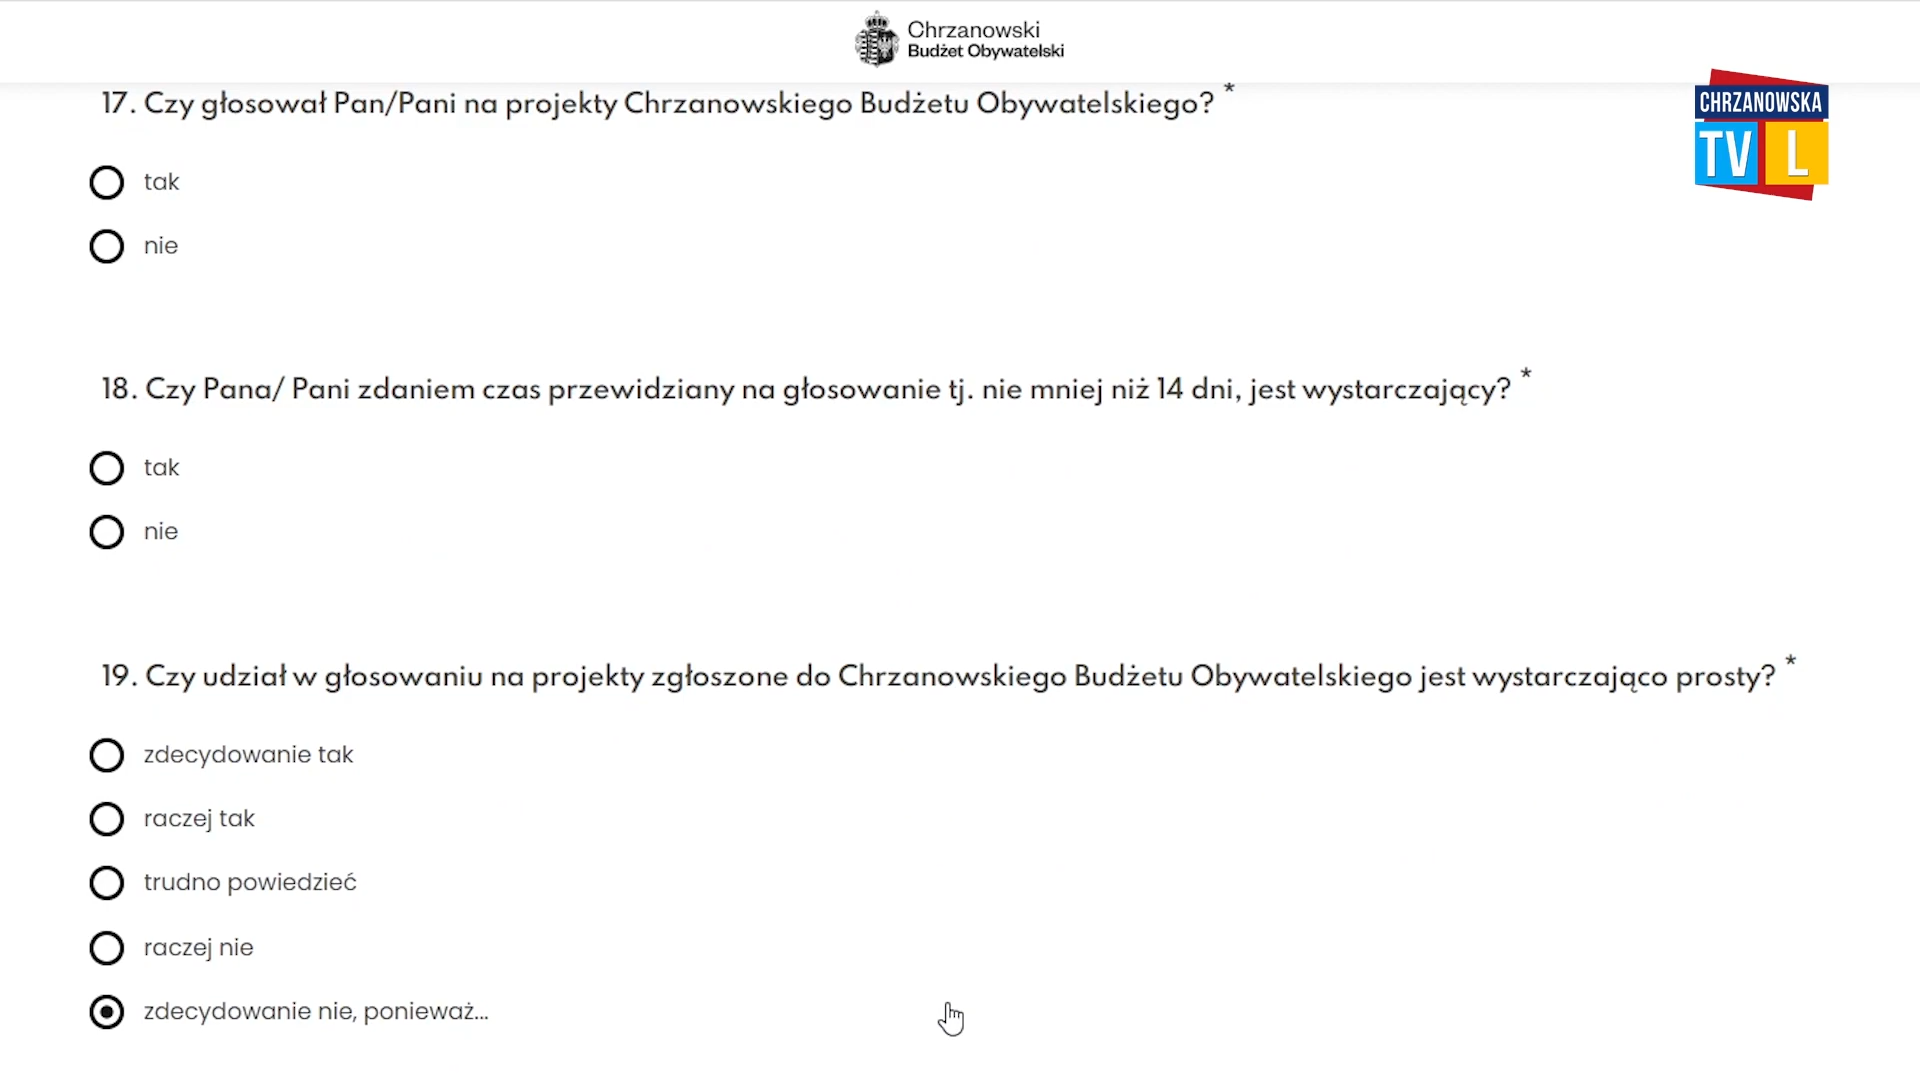 Chrzanowski
Budżet Obywatelski
CHRZANOWSKA
TV L
17. Czy głosował Pan/Pani na projekty Chrzanowskiego Budżetu Obywatelskiego? *
tak
nie
18. Czy Pana/ Pani zdaniem czas przewidziany na głosowanie tj. nie mniej niż 14 dni, jest wystarczający? *
tak
nie
19. Czy udział w głosowaniu na projekty zgłoszone do Chrzanowskiego Budżetu Obywatelskiego jest wystarczająco prosty? *
zdecydowanie tak
raczej tak
trudno powiedzieć
raczej nie
zdecydowanie nie, ponieważ...